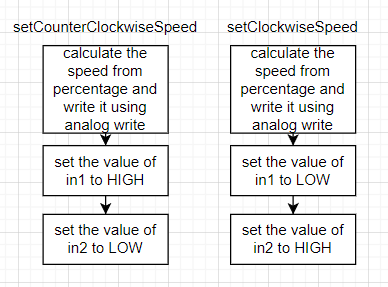 setCounterClockwiseSpeed
calculate the
speed from
percentage and
write it using
analog write
set the value of
in1 to HIGH
set the value of
in2 to LOW
setClockwiseSpeed
calculate the
speed from
percentage and
write it using
analog write
set the value of
in1 to LOW
set the value of
in2 to HIGH